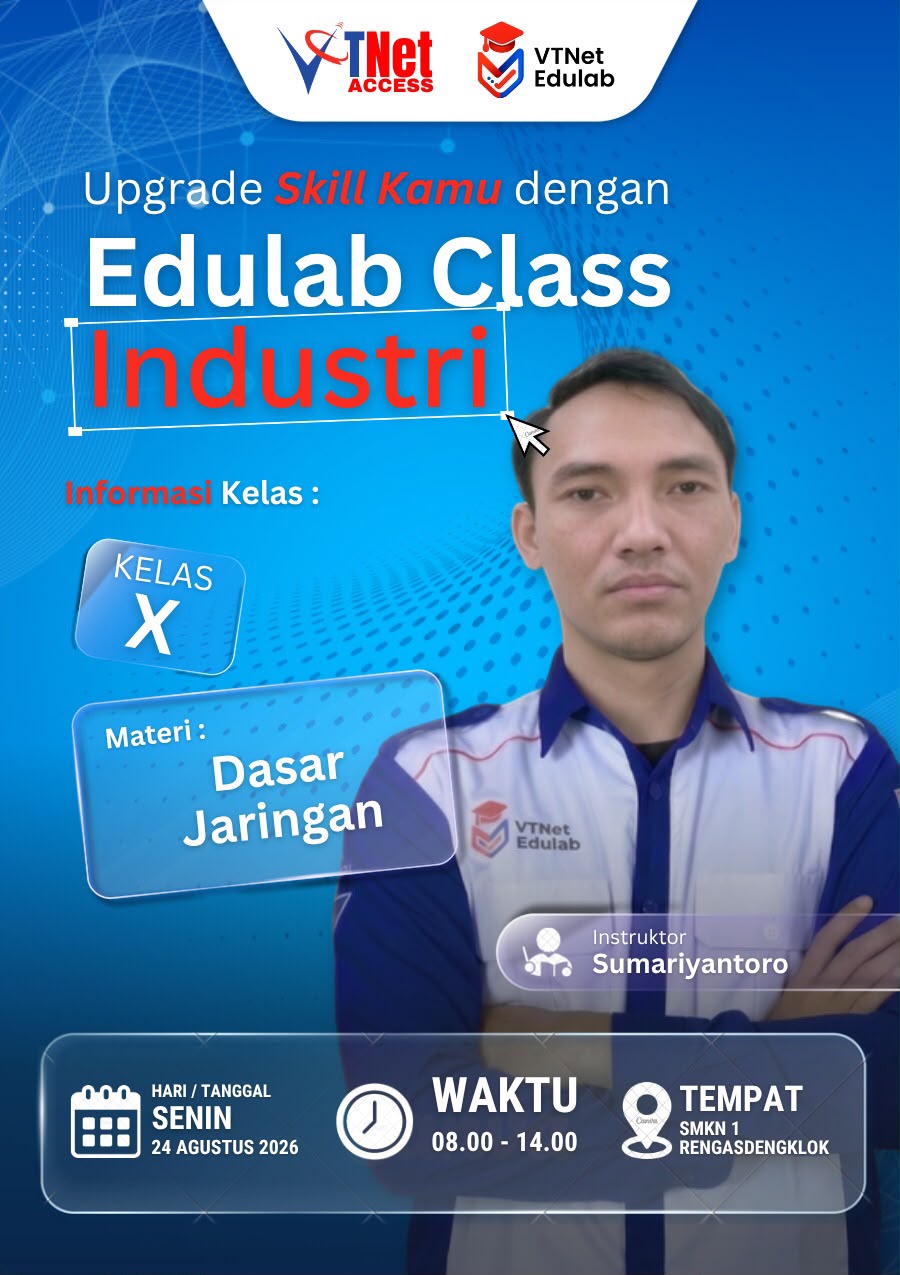 VTNet
ACCESS
VTNet
Edulab
Upgrade Skill Kamu dengan
Edulab Class
Industri
Informasi Kelas :
KELAS
X
Materi :
Dasar
Jaringan
VTNet
Edulab
Instruktor
Sumariyantoro
HARI / TANGGAL
SENIN
24 AGUSTUS 2026
WAKTU
08.00 - 14.00
TEMPAT
SMKN 1
RENGASDENGKLOK